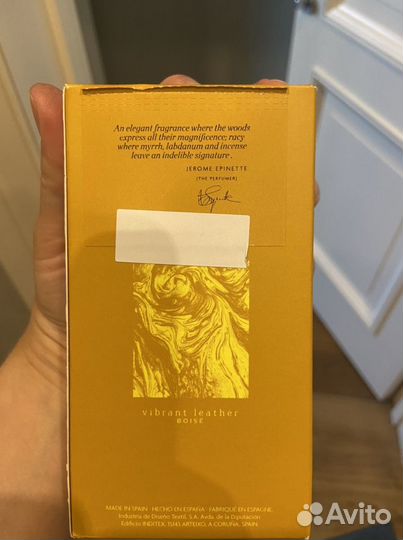 An elegant fragrance where the woods
express all their magnificence; racy
where myrrh, labdanum and incense
leave an indelible signature.
JEROME EPINETTE
(THE PERFUMER)
vibrant leather
BOISÉ
MADE IN SPAIN · HECHO EN ESPAÑA · FABRIQUÉ EN ESPAGNE.
Industria de Diseño Textil, S.A. Avda. de la Diputación
Edificio INDITEX, 15143 ARTEIXO, A CORUÑA, SPAIN.
Avito